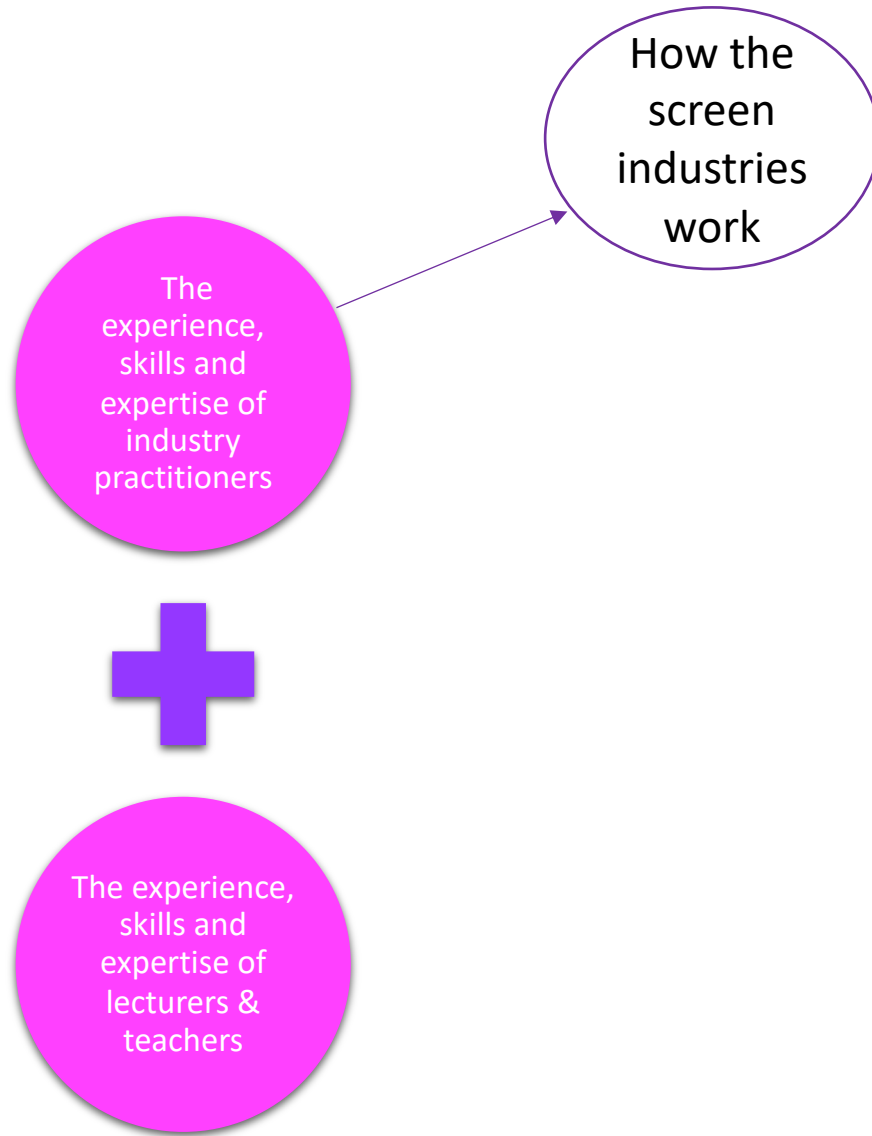 How the
screen
industries
work
The
experience,
skills and
expertise of
industry
practitioners
The experience,
skills and
expertise of
lecturers &
teachers